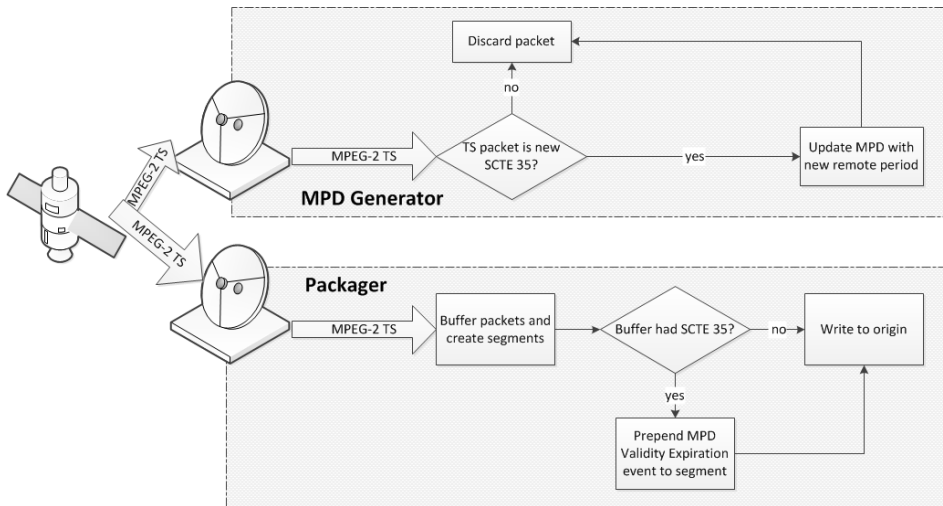 Discard packet
no
MPEG-2 TS
MPEG-2 TS
TS packet is new
SCTE 35?
yes
Update MPD with
new remote period
MPD Generator
MPEG-2 TS
Packager
MPEG-2 TS
Buffer packets and
create segments
Buffer had SCTE 35?
no
Write to origin
yes
Prepend MPD
Validity Expiration
event to segment